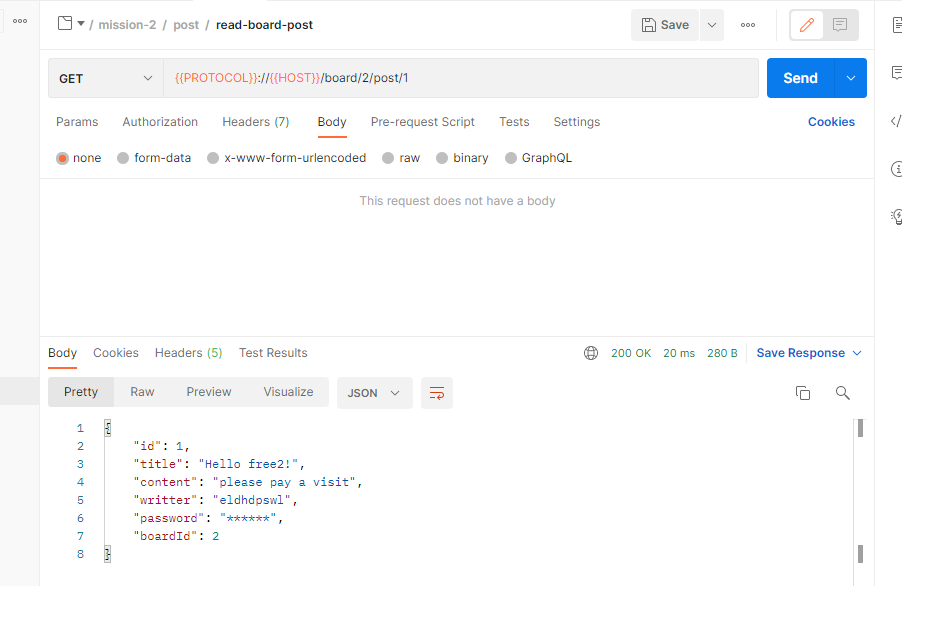 / mission-2 / post / read-board-post
Save
GET
{{PROTOCOL}}://{{HOST}}/board/2/post/1
Send
Params Authorization Headers (7) Body Pre-request Script Tests Settings Cookies
none form-data x-www-form-urlencoded raw binary GraphQL
This request does not have a body
Body Cookies Headers (5) Test Results 200 OK 20 ms 280 B Save Response
Pretty Raw Preview Visualize JSON
1 {
2 "id": 1,
3 "title": "Hello free2!",
4 "content": "please pay a visit",
5 "writter": "eldhdpswl",
6 "password": "******",
7 "boardId": 2
8 }